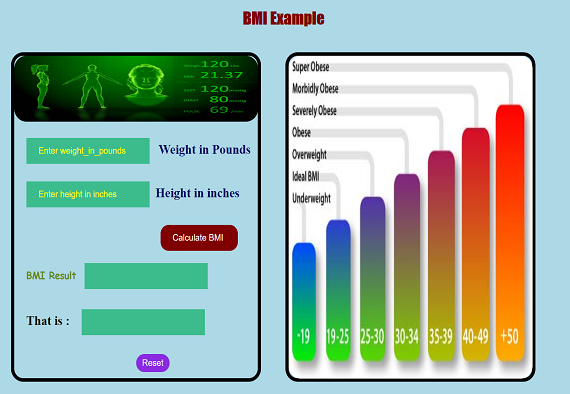 BMI Example
120
21.37
120
80
69
Enter weight_in_pounds Weight in Pounds
Enter height in inches Height in inches
Calculate BMI
BMI Result
That is :
Reset
Super Obese
Morbidly Obese
Severely Obese
Obese
Overweight
Ideal BMI
Underweight
-19 19-25 25-30 30-34 35-39 40-49 +50